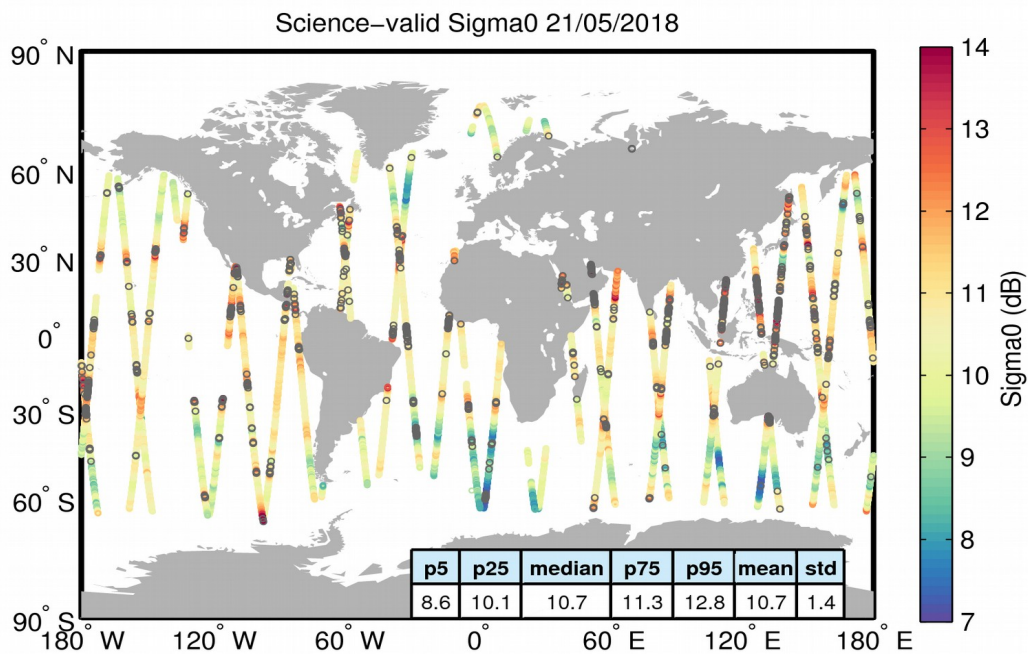 Science−valid Sigma0 21/05/2018
90° N
60° N
30° N
0°
30° S
60° S
90° S
180° W
120° W
60° W
0°
60° E
120° E
180° E
14
13
12
11
10
9
8
7
Sigma0 (dB)
p5 p25 median p75 p95 mean std
8.6 10.1 10.7 11.3 12.8 10.7 1.4